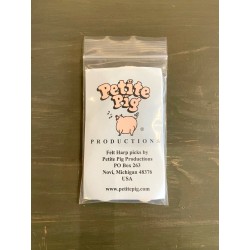 Petite
Pig
®
PRODUCTIONS
Felt Harp picks by
Petite Pig Productions
PO Box 263
Novi, Michigan 48376
USA
www.petitepig.com